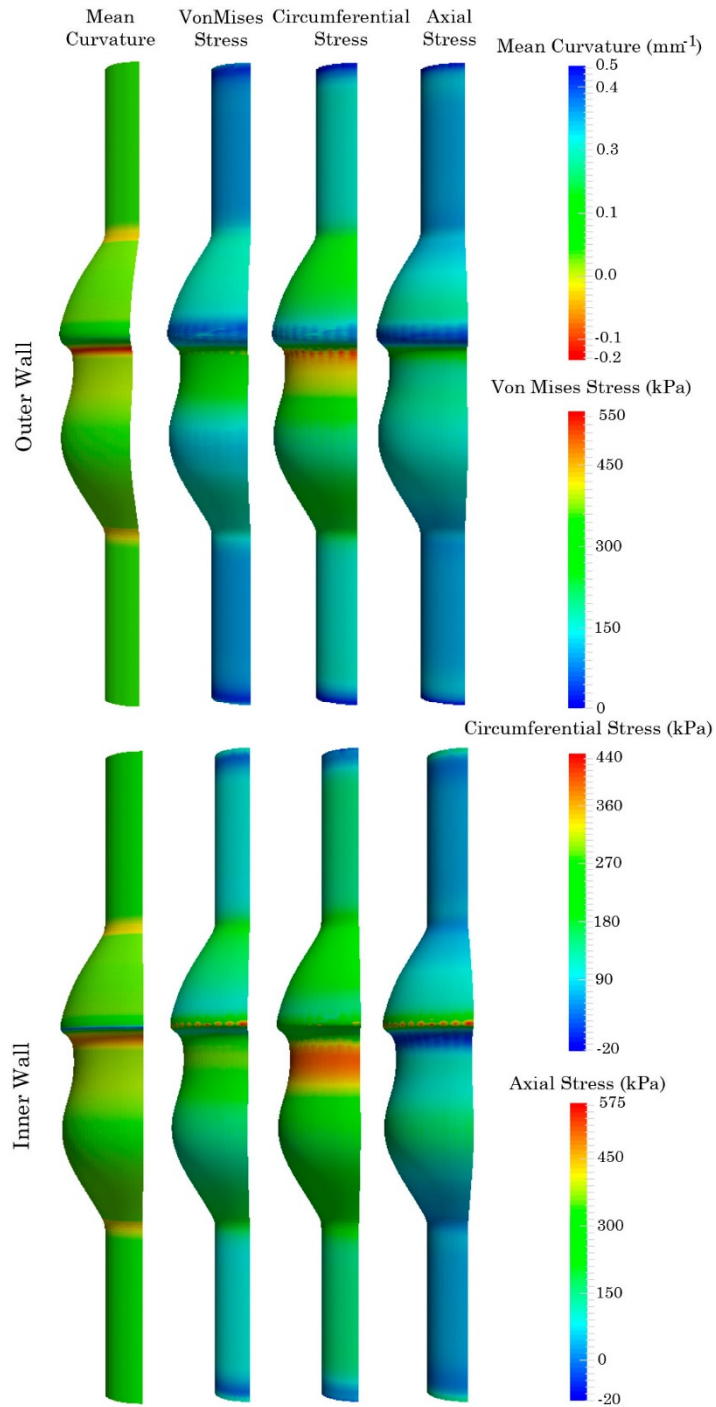 Mean
Curvature
VonMises
Stress
Circumferential
Stress
Axial
Stress
Mean Curvature (mm-1)
0.5
0.4
0.3
0.1
0.0
-0.1
-0.2
Outer Wall
Von Mises Stress (kPa)
550
450
300
150
0
Circumferential Stress (kPa)
440
360
270
180
90
-20
Inner Wall
Axial Stress (kPa)
575
450
300
150
0
-20